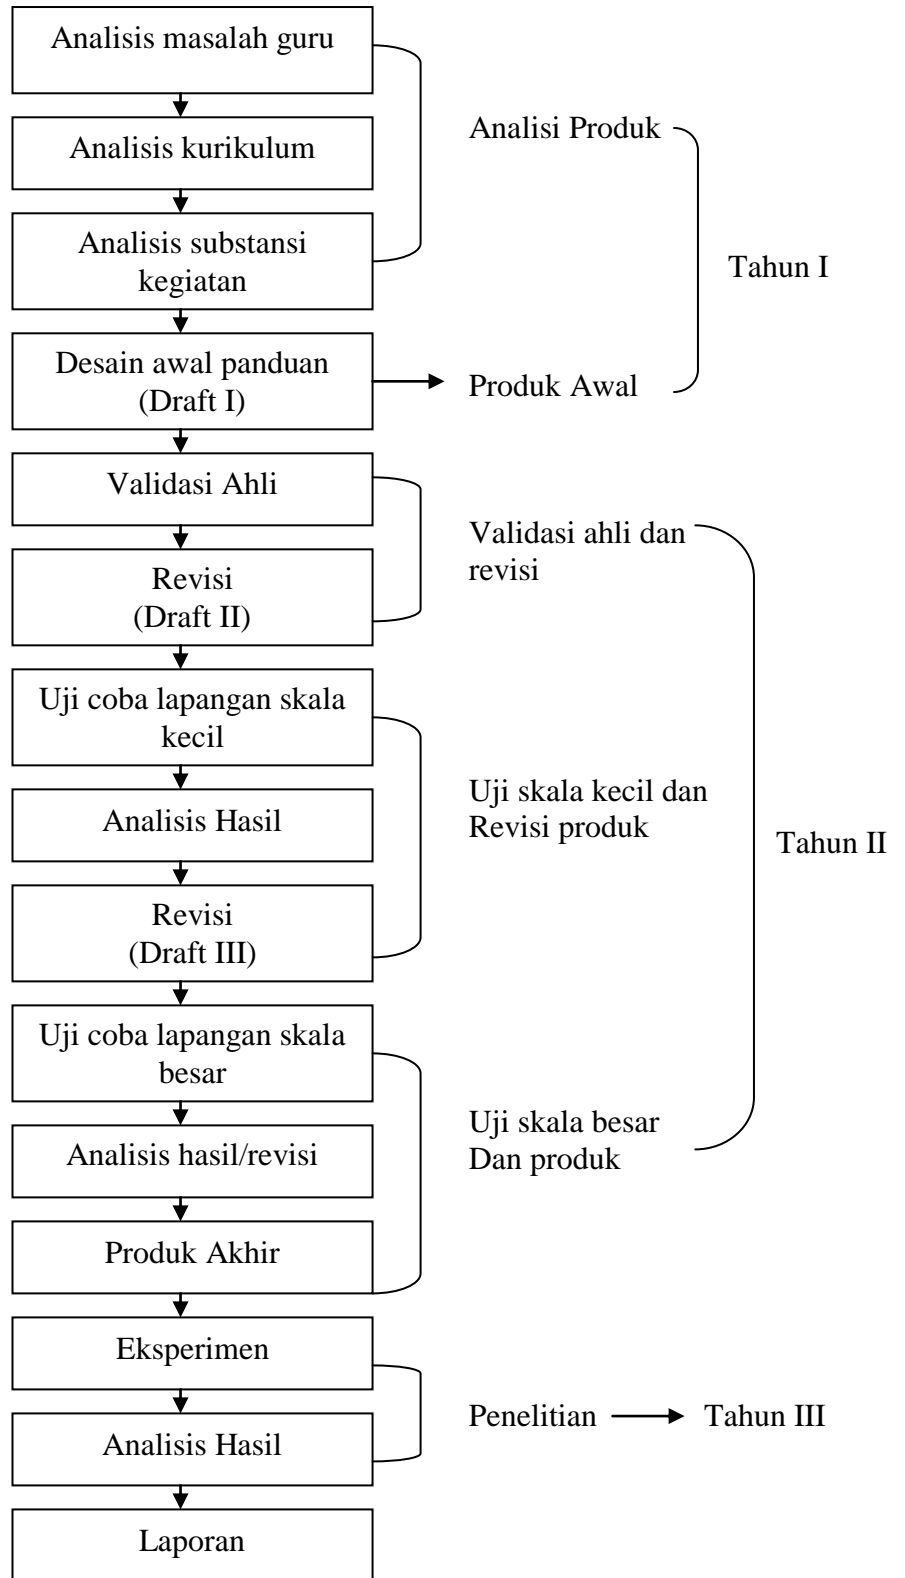 Analisis masalah guru
Analisis kurikulum
Analisi Produk
Analisis substansi
kegiatan
Tahun I
Desain awal panduan
(Draft I)
Produk Awal
Validasi Ahli
Validasi ahli dan
revisi
Revisi
(Draft II)
Uji coba lapangan skala
kecil
Analisis Hasil
Uji skala kecil dan
Revisi produk
Tahun II
Revisi
(Draft III)
Uji coba lapangan skala
besar
Uji skala besar
Dan produk
Analisis hasil/revisi
Produk Akhir
Eksperimen
Penelitian
Tahun III
Analisis Hasil
Laporan